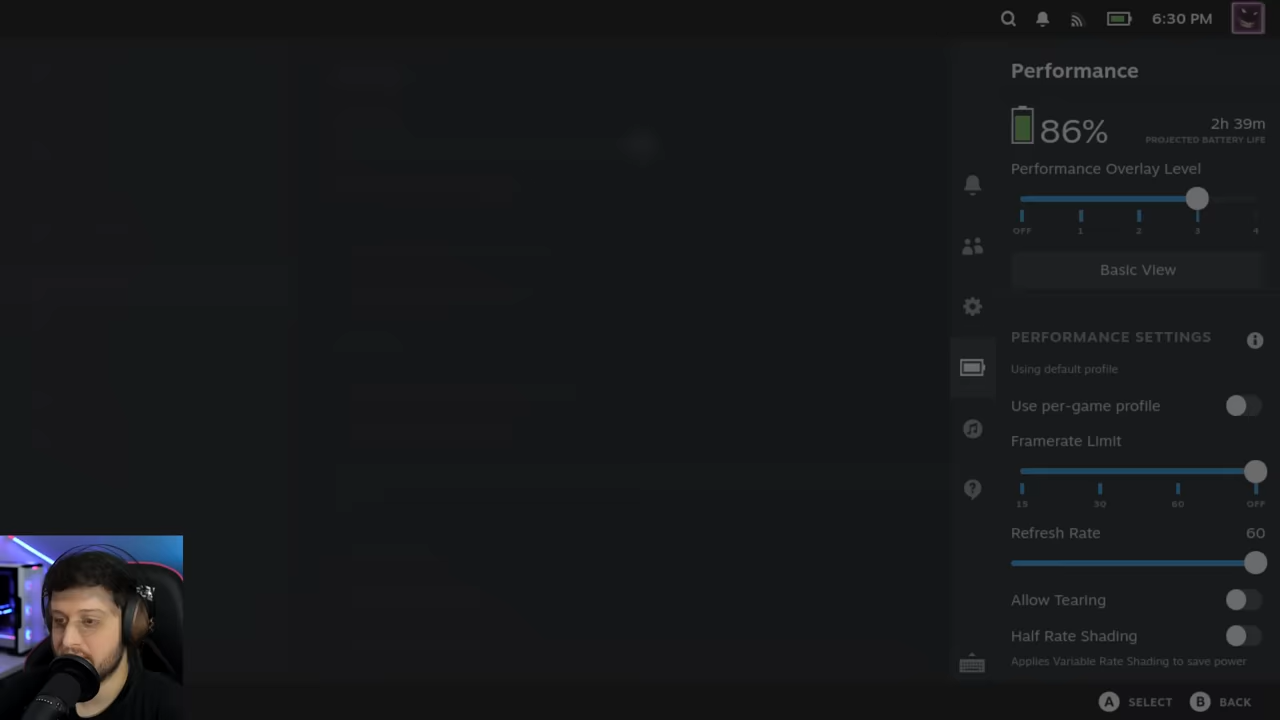 6:30 PM
Performance
86%
2h 39m
PROJECTED BATTERY LIFE
Performance Overlay Level
OFF 1 2 3 4
Basic View
PERFORMANCE SETTINGS
Using default profile
Use per-game profile
Framerate Limit
15 30 60 OFF
Refresh Rate 60
Allow Tearing
Half Rate Shading
Applies Variable Rate Shading to save power
A SELECT B BACK